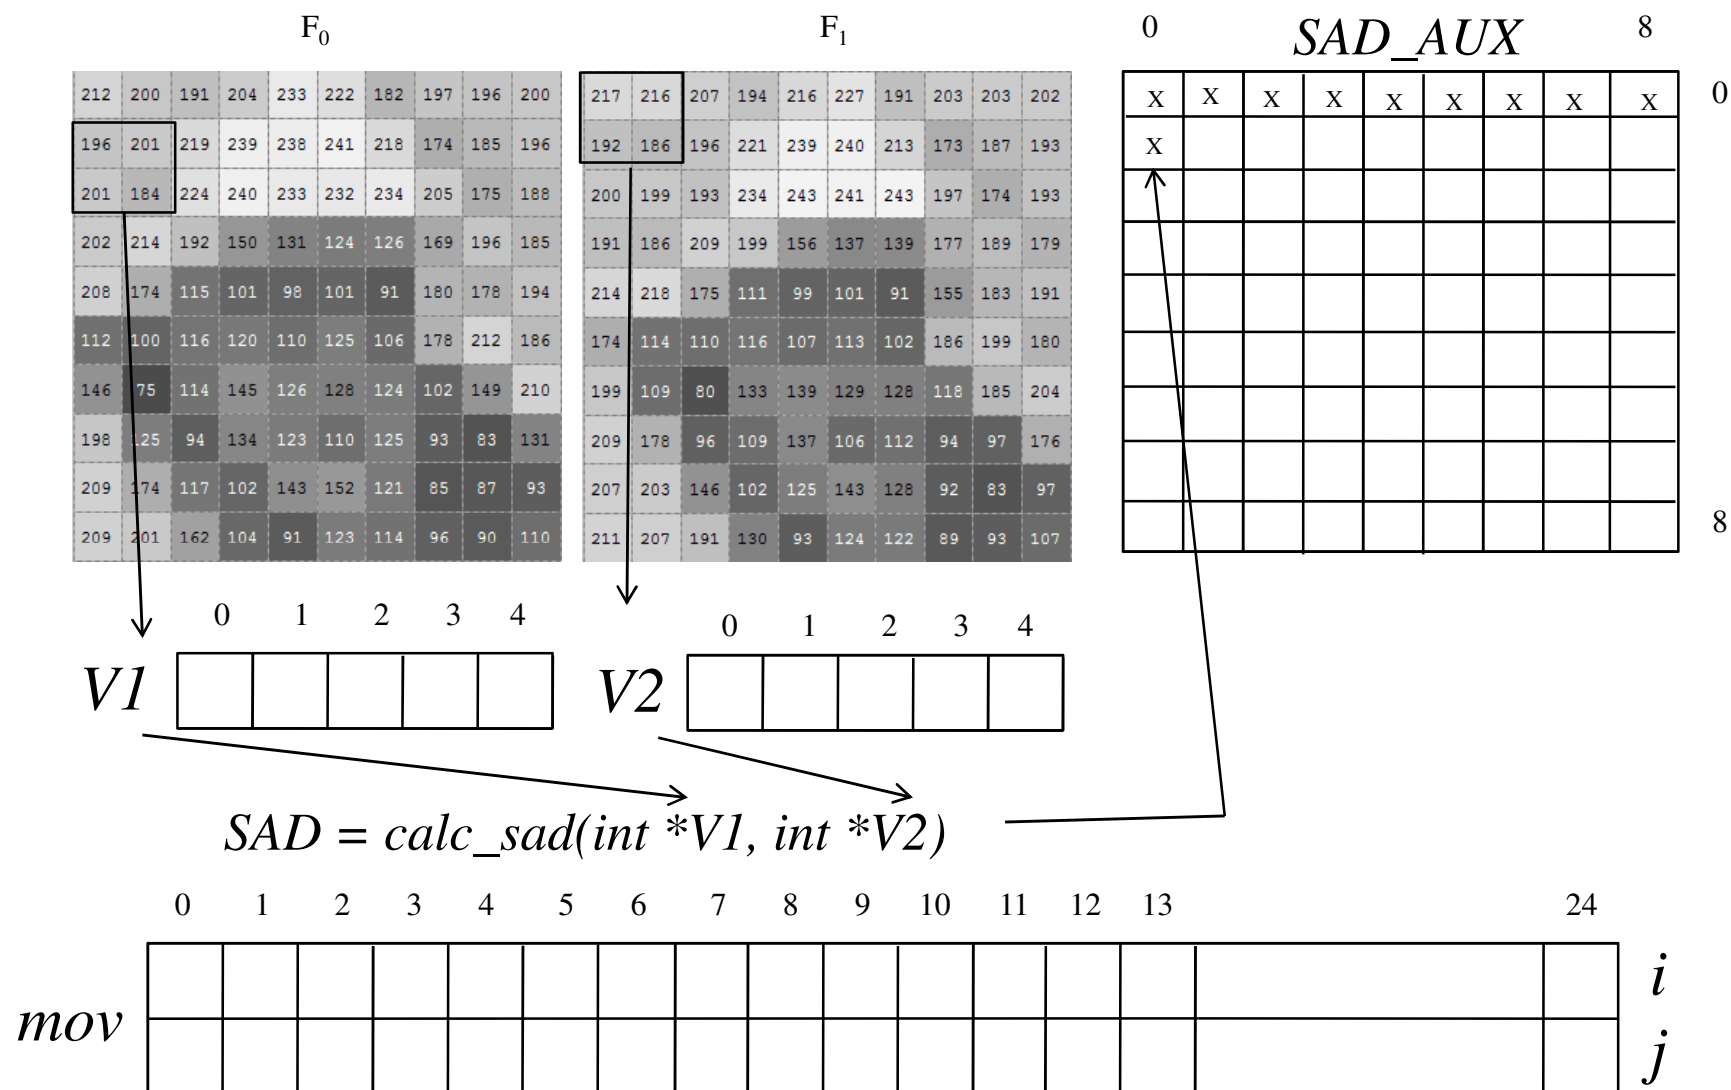 F0 F1 0 SAD_AUX 8
212 200 191 204 233 222 182 197 196 200 217 216 207 194 216 227 191 203 203 202 X X X X X X X X X 0
196 201 219 239 238 241 218 174 185 196 192 186 196 221 239 240 213 173 187 193 X
201 184 224 240 233 232 234 205 175 188 200 199 193 234 243 241 243 197 174 193
202 214 192 150 131 124 126 169 196 185 191 186 209 199 156 137 139 177 189 179
208 174 115 101 98 101 91 180 178 194 214 218 175 111 99 101 91 155 183 191
112 100 116 120 110 125 106 178 212 186 174 114 110 116 107 113 102 186 199 180
146 75 114 145 126 128 124 102 149 210 199 109 80 133 139 129 128 118 185 204
198 125 94 134 123 110 125 93 83 131 209 178 96 109 137 106 112 94 97 176
209 174 117 102 143 152 121 85 87 93 207 203 146 102 125 143 128 92 83 97 8
209 201 162 104 91 123 114 96 90 110 211 207 191 130 93 124 122 89 93 107
0 1 2 3 4 0 1 2 3 4
V1 V2
SAD = calc_sad(int *V1, int *V2)
0 1 2 3 4 5 6 7 8 9 10 11 12 13 24
i
mov
j